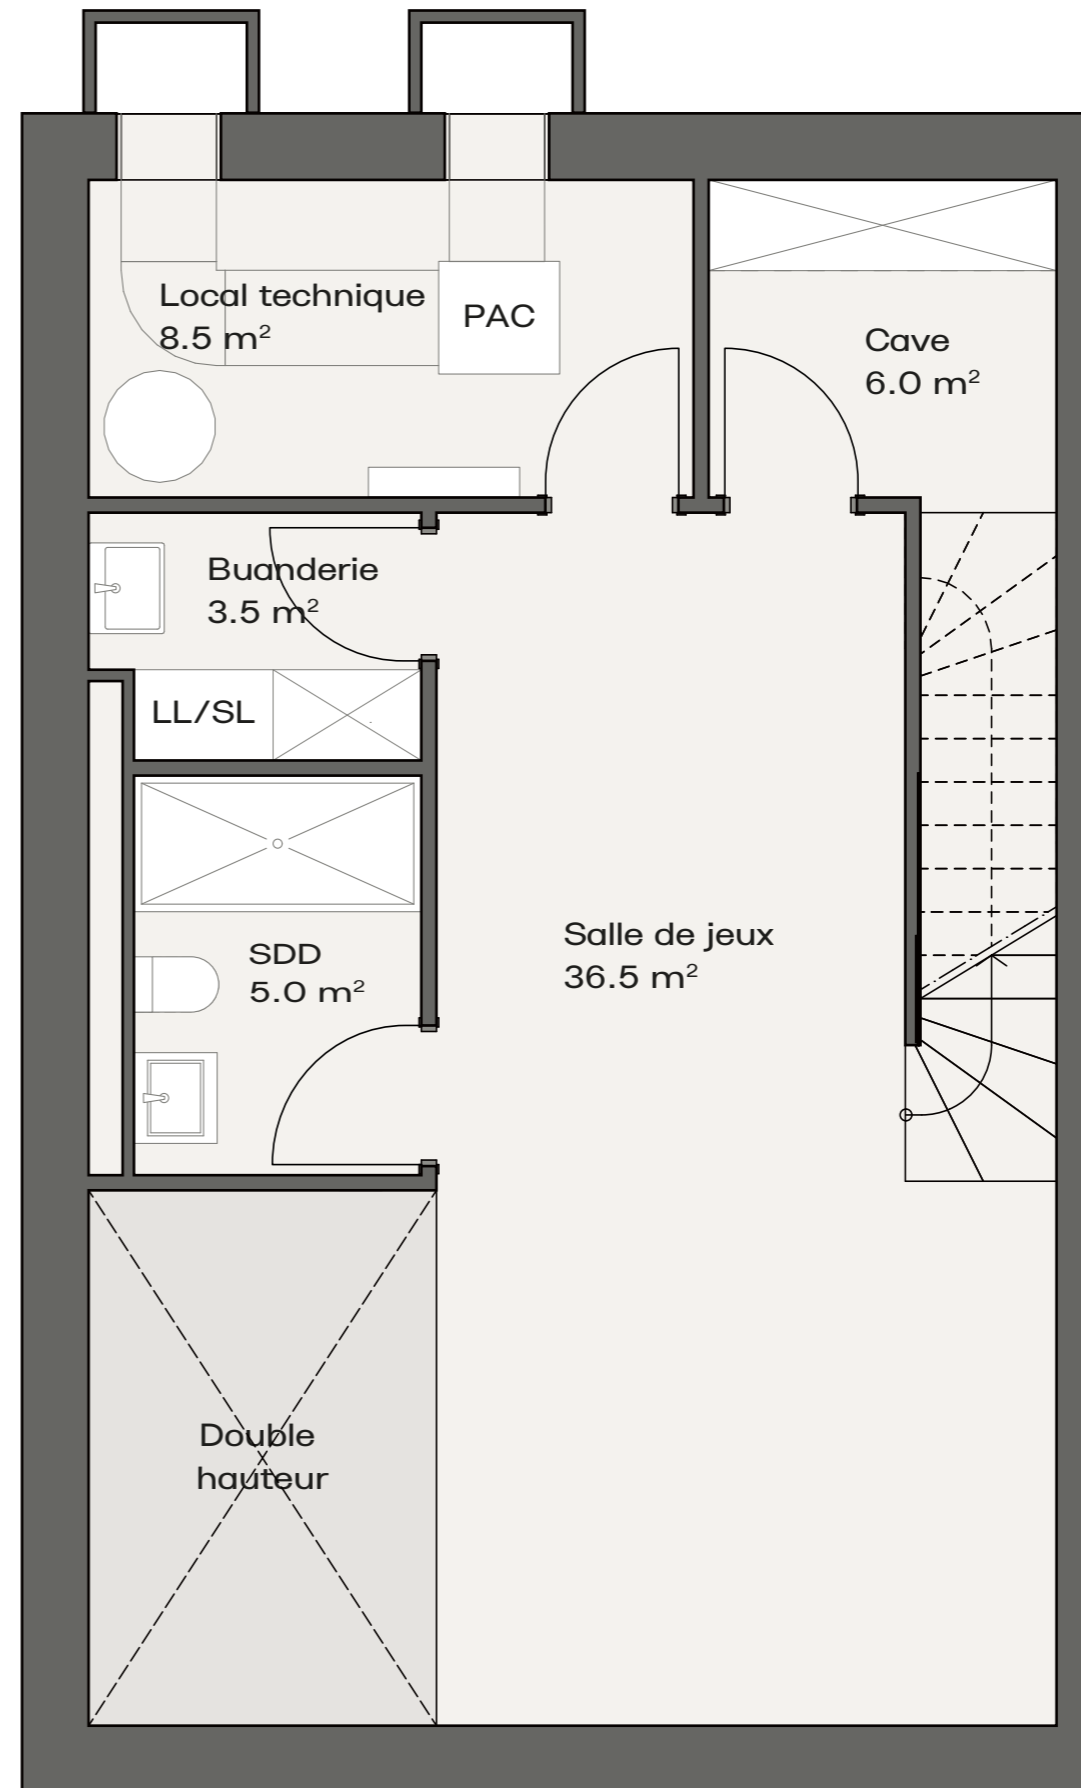 Local technique
8.5 m²
PAC
Cave
6.0 m²
Buanderie
3.5 m²
LL/SL
SDD
5.0 m²
Salle de jeux
36.5 m²
Double
hauteur